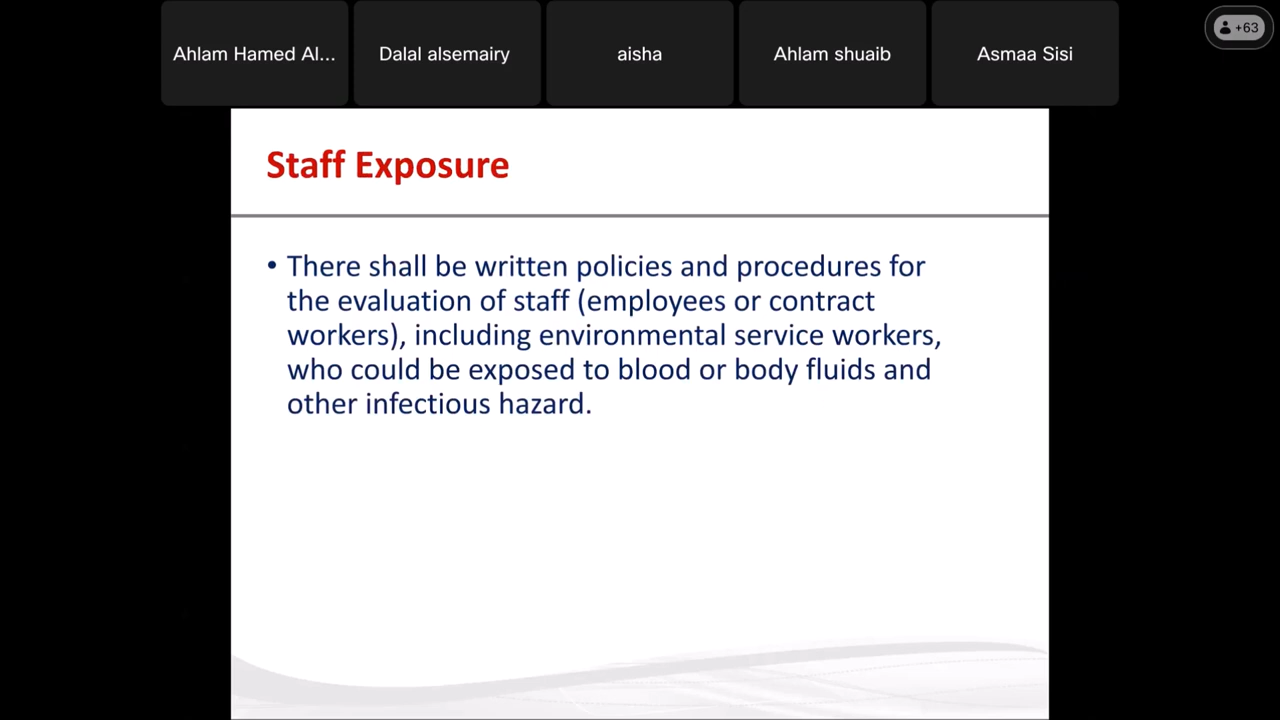 Ahlam Hamed Al...
Dalal alsemairy
aisha
Ahlam shuaib
Asmaa Sisi
+63
Staff Exposure
• There shall be written policies and procedures for
the evaluation of staff (employees or contract
workers), including environmental service workers,
who could be exposed to blood or body fluids and
other infectious hazard.